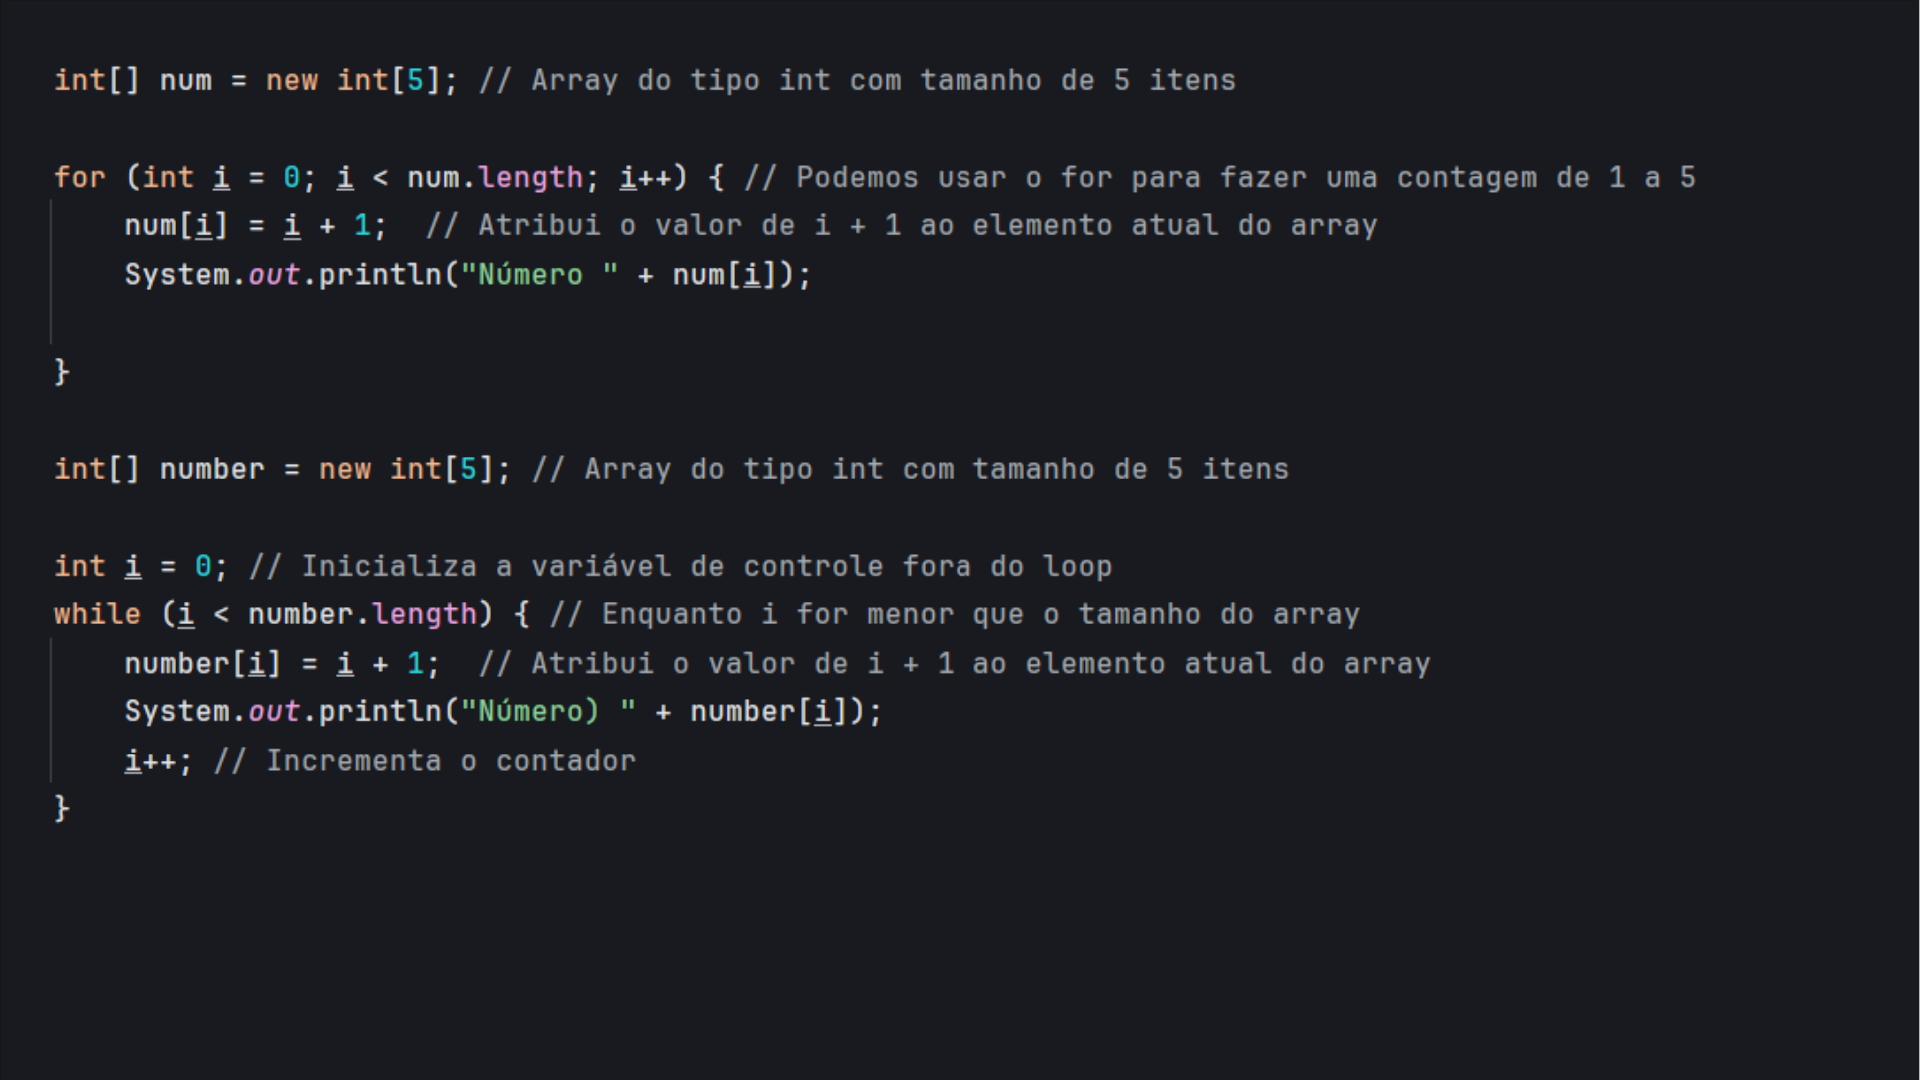 int[] num = new int[5]; // Array do tipo int com tamanho de 5 itens
for (int i = 0; i < num.length; i++) { // Podemos usar o for para fazer uma contagem de 1 a 5
num[i] = i + 1;  // Atribui o valor de i + 1 ao elemento atual do array
System.out.println("Número " + num[i]);
}
int[] number = new int[5]; // Array do tipo int com tamanho de 5 itens
int i = 0; // Inicializa a variável de controle fora do loop
while (i < number.length) { // Enquanto i for menor que o tamanho do array
number[i] = i + 1;  // Atribui o valor de i + 1 ao elemento atual do array
System.out.println("Número) " + number[i]);
i++; // Incrementa o contador
}